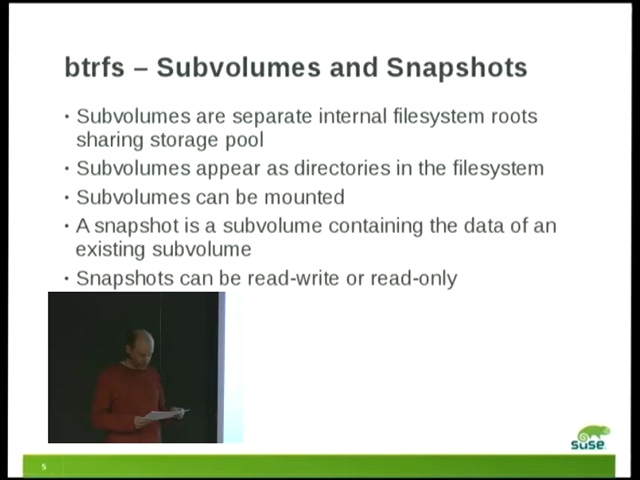 btrfs – Subvolumes and Snapshots
• Subvolumes are separate internal filesystem roots
sharing storage pool
• Subvolumes appear as directories in the filesystem
• Subvolumes can be mounted
• A snapshot is a subvolume containing the data of an
existing subvolume
• Snapshots can be read-write or read-only
suse
5